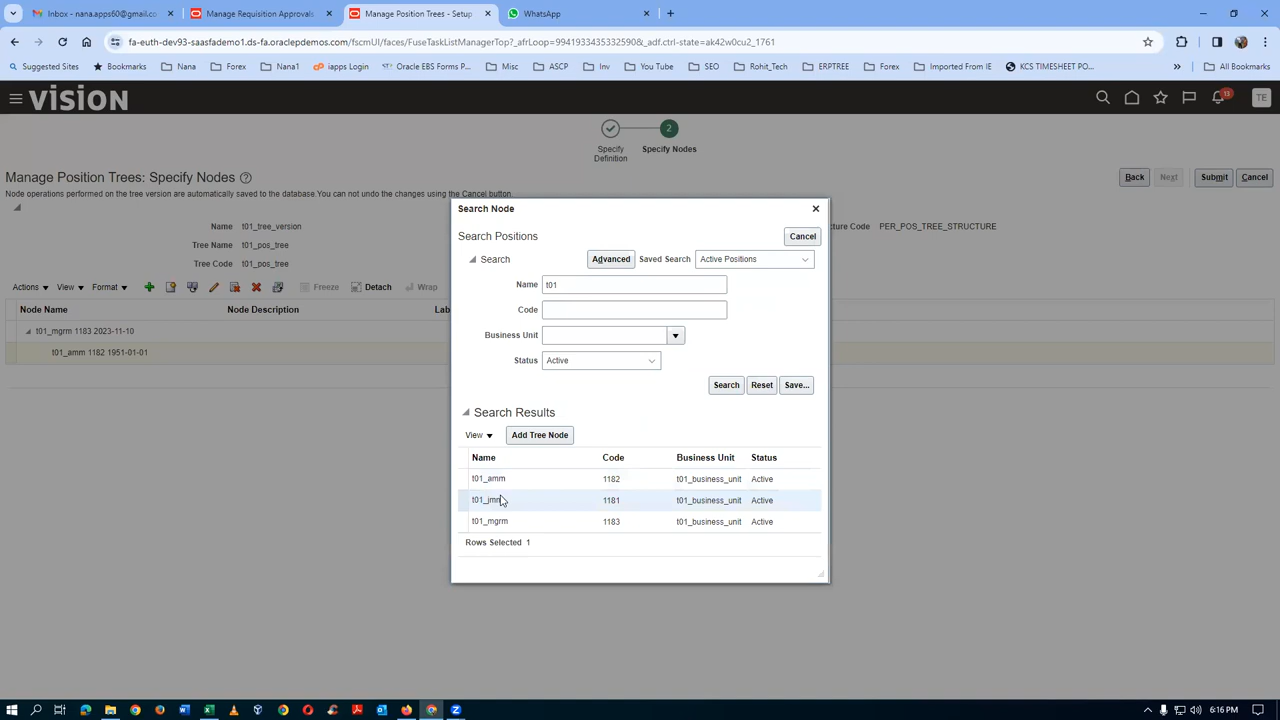 Inbox - nana.apps60@gmail.co
Manage Requisition Approvals
Manage Position Trees - Setup
WhatsApp
fa-euth-dev93-saasfademo1.ds-fa.oraclepdemos.com/fscmUI/faces/FuseTaskListManagerTop?_afrLoop=9941933435332590&_adf.ctrl-state=ak42w0cu2_1761
Suggested Sites
Bookmarks
Nana
Forex
Nana1
iapps Login
Oracle EBS Forms P...
Misc
ASCP
Inv
You Tube
SEO
Rohit_Tech
ERPTREE
Forex
Imported From IE
KCS TIMESHEET PO...
»
All Bookmarks
VISION
13
TE
2
Specify Definition
Specify Nodes
Manage Position Trees: Specify Nodes
Back
Next
Submit
Cancel
Node operations performed on the tree version are automatically saved to the database.You can not undo the changes using the Cancel button.
Name t01_tree_version
Tree Name t01_pos_tree
Tree Code t01_pos_tree
ure Code PER_POS_TREE_STRUCTURE
Actions View Format Freeze Detach Wrap
Node Name Node Description Lab
t01_mgrm 1183 2023-11-10
t01_amm 1182 1951-01-01
Search Node
Search Positions
Cancel
Search
Advanced
Saved Search Active Positions
Name t01
Code
Business Unit
Status Active
Search Reset Save...
Search Results
View Add Tree Node
Name Code Business Unit Status
t01_amm 1182 t01_business_unit Active
t01_jmm 1181 t01_business_unit Active
t01_mgrm 1183 t01_business_unit Active
Rows Selected 1
6:16 PM